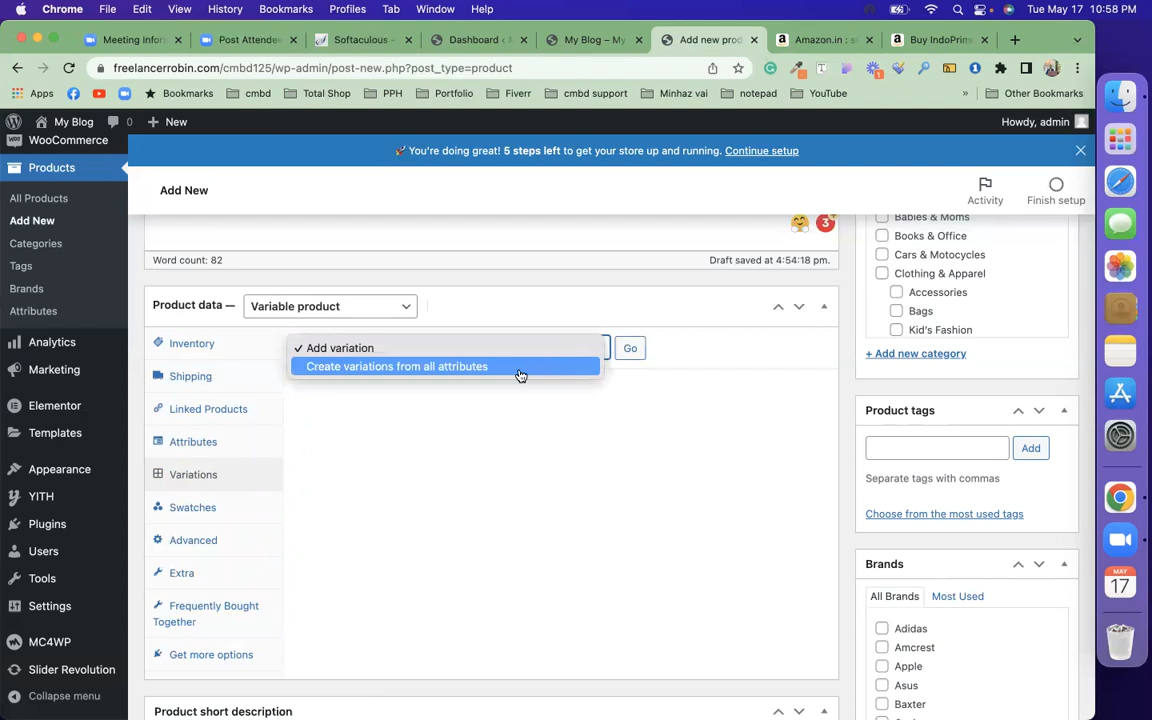 Chrome File Edit View History Bookmarks Profiles Tab Window Help Tue May 17 10:58 PM
Meeting Infor Post Attende Softaculous - Dashboard ‹ M My Blog – My Add new prod Amazon.in : s Buy IndoPrim
freelancerrobin.com/cmbd125/wp-admin/post-new.php?post_type=product
Apps Bookmarks cmbd Total Shop PPH Portfolio Fiverr cmbd support Minhaz vai notepad YouTube » Other Bookmarks
My Blog 0 New Howdy, admin
WooCommerce
Products
All Products
Add New
Categories
Tags
Brands
Attributes
Analytics
Marketing
Elementor
Templates
Appearance
YITH
Plugins
Users
Tools
Settings
MC4WP
Slider Revolution
Collapse menu
You're doing great! 5 steps left to get your store up and running. Continue setup
Add New
Activity
Finish setup
3
Word count: 82 Draft saved at 4:54:18 pm.
Product data — Variable product
Inventory
Shipping
Linked Products
Attributes
Variations
Swatches
Advanced
Extra
Frequently Bought
Together
Get more options
✓ Add variation
Create variations from all attributes
Go
Product short description
Babies & Moms
Books & Office
Cars & Motocycles
Clothing & Apparel
Accessories
Bags
Kid's Fashion
+ Add new category
Product tags
Add
Separate tags with commas
Choose from the most used tags
Brands
All Brands Most Used
Adidas
Amcrest
Apple
Asus
Baxter
MAY
17